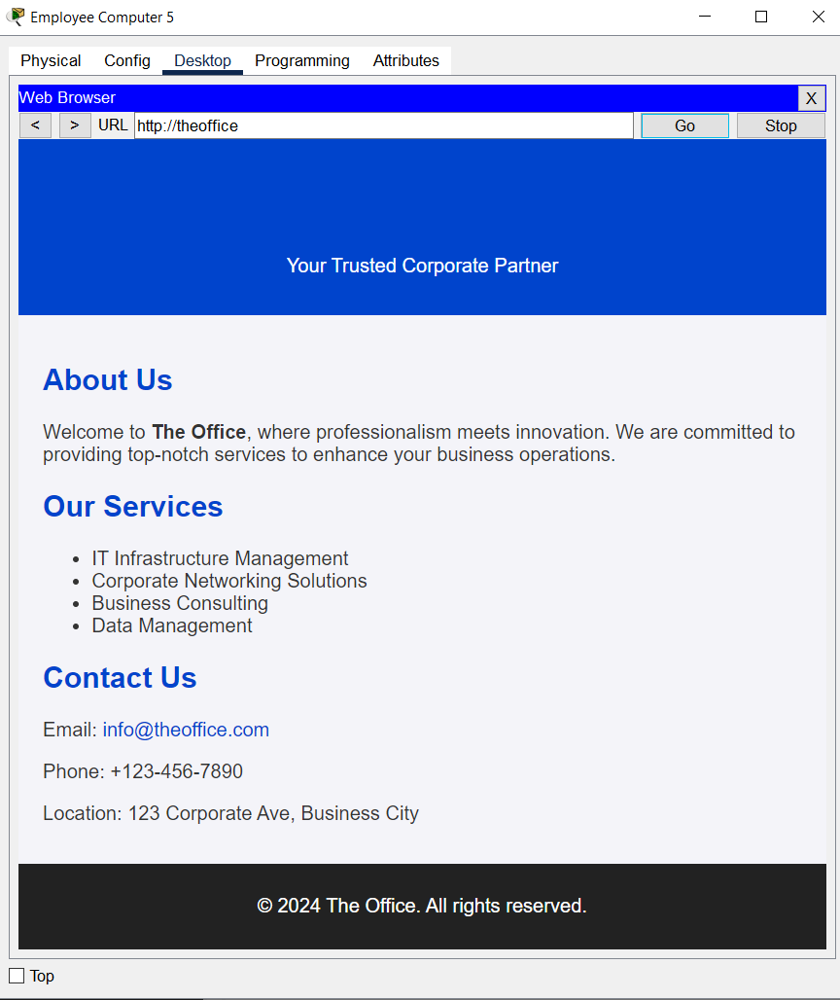 Employee Computer 5
Physical Config Desktop Programming Attributes
Web Browser X
< > URL http://theoffice Go Stop
Your Trusted Corporate Partner
About Us
Welcome to The Office, where professionalism meets innovation. We are committed to
providing top-notch services to enhance your business operations.
Our Services
• IT Infrastructure Management
• Corporate Networking Solutions
• Business Consulting
• Data Management
Contact Us
Email: info@theoffice.com
Phone: +123-456-7890
Location: 123 Corporate Ave, Business City
© 2024 The Office. All rights reserved.
Top